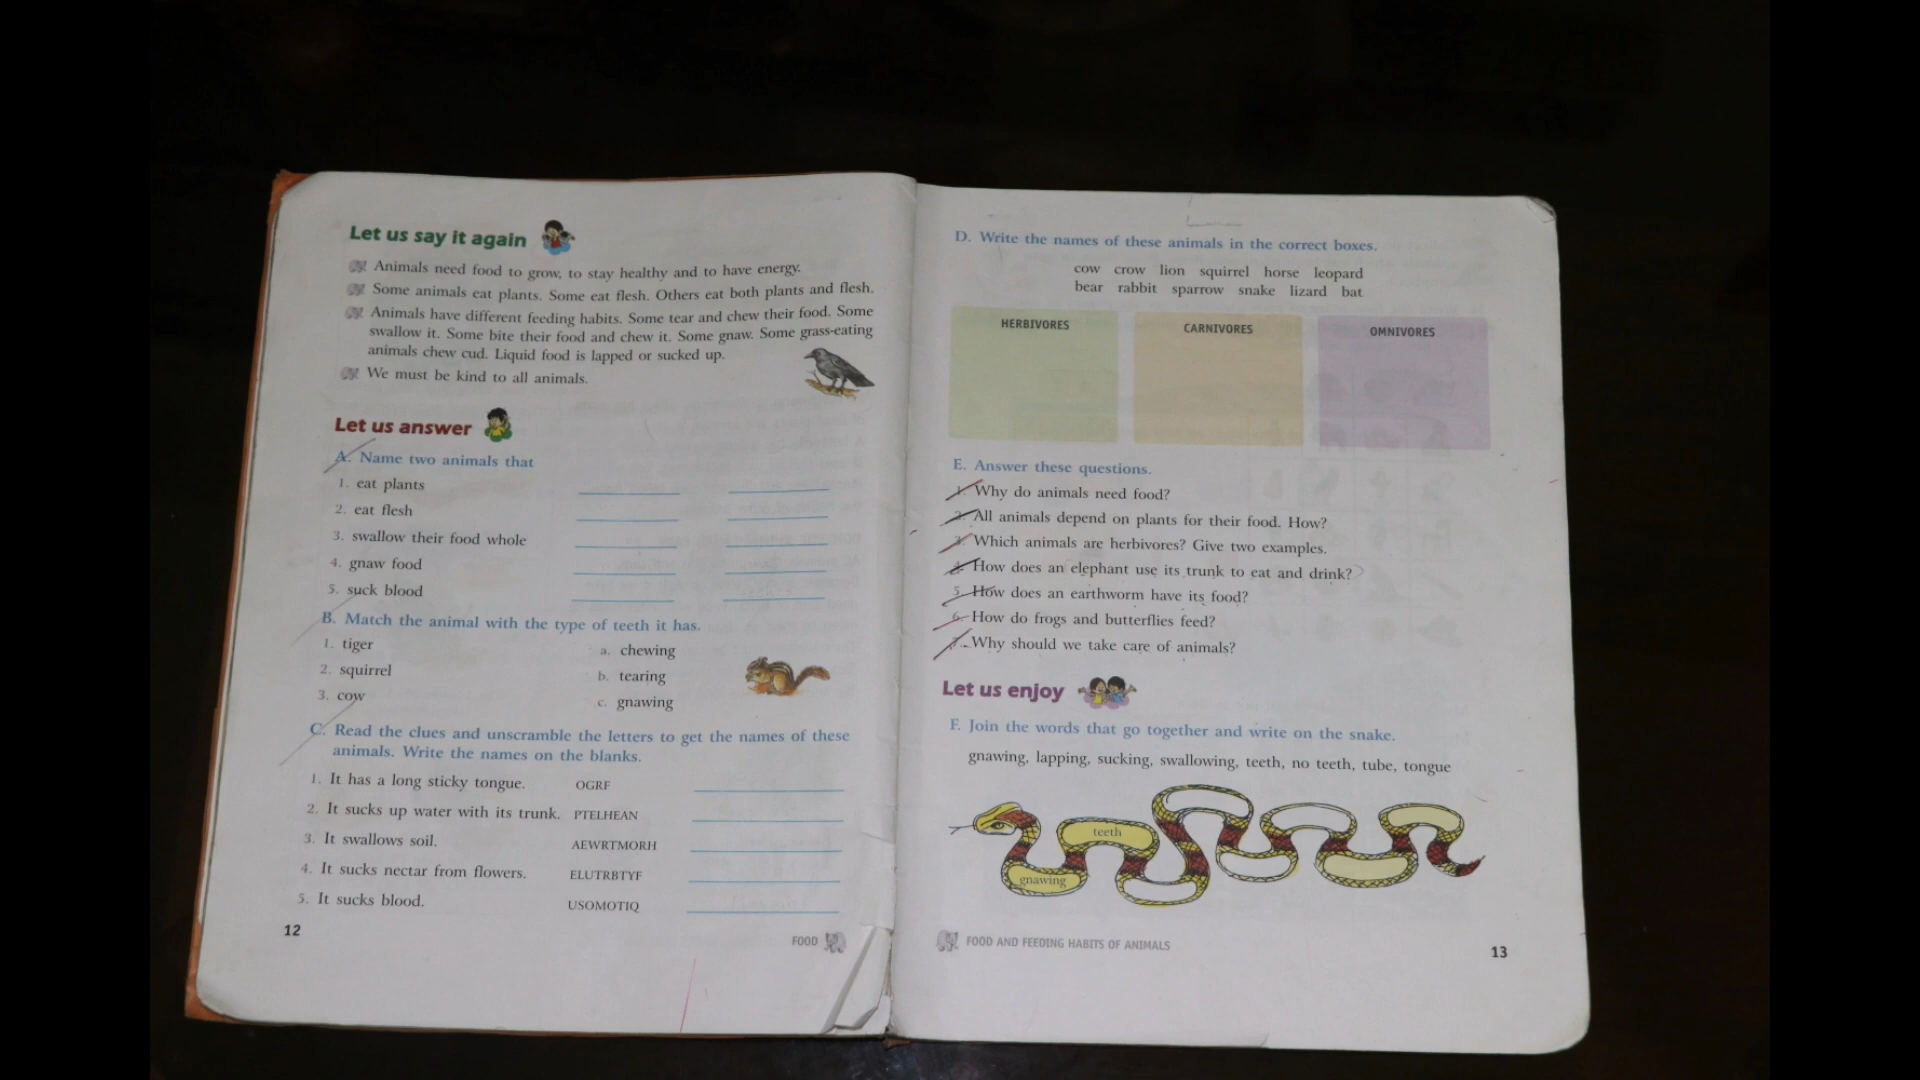 Let us say it again
Animals need food to grow, to stay healthy and to have energy.
Some animals eat plants. Some eat flesh. Others eat both plants and flesh.
Animals have different feeding habits. Some tear and chew their food. Some
swallow it. Some bite their food and chew it. Some gnaw. Some grass-eating
animals chew cud. Liquid food is lapped or sucked up.
We must be kind to all animals.
Let us answer
A. Name two animals that
1. eat plants
2. eat flesh
3. swallow their food whole
4. gnaw food
5. suck blood
B. Match the animal with the type of teeth it has.
1. tiger a. chewing
2. squirrel b. tearing
3. cow c. gnawing
C. Read the clues and unscramble the letters to get the names of these
animals. Write the names on the blanks.
1. It has a long sticky tongue. OGRF
2. It sucks up water with its trunk. PTELHEAN
3. It swallows soil. AEWRTMORH
4. It sucks nectar from flowers. ELUTRBTYF
5. It sucks blood. USOMOTIQ
12
FOOD
D. Write the names of these animals in the correct boxes.
cow crow lion squirrel horse leopard
bear rabbit sparrow snake lizard bat
HERBIVORES CARNIVORES OMNIVORES
E. Answer these questions.
1. Why do animals need food?
2. All animals depend on plants for their food. How?
3. Which animals are herbivores? Give two examples.
4. How does an elephant use its trunk to eat and drink?
5. How does an earthworm have its food?
6. How do frogs and butterflies feed?
7. Why should we take care of animals?
Let us enjoy
F. Join the words that go together and write on the snake.
gnawing, lapping, sucking, swallowing, teeth, no teeth, tube, tongue
teeth
gnawing
FOOD AND FEEDING HABITS OF ANIMALS
13